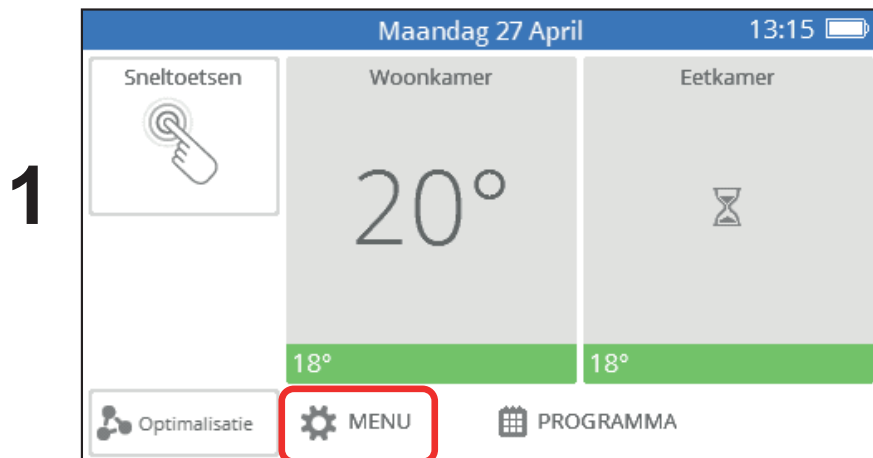 1
Maandag 27 April 13:15
Sneltoetsen
Woonkamer
Eetkamer
20°
18°
18°
Optimalisatie
MENU
PROGRAMMA